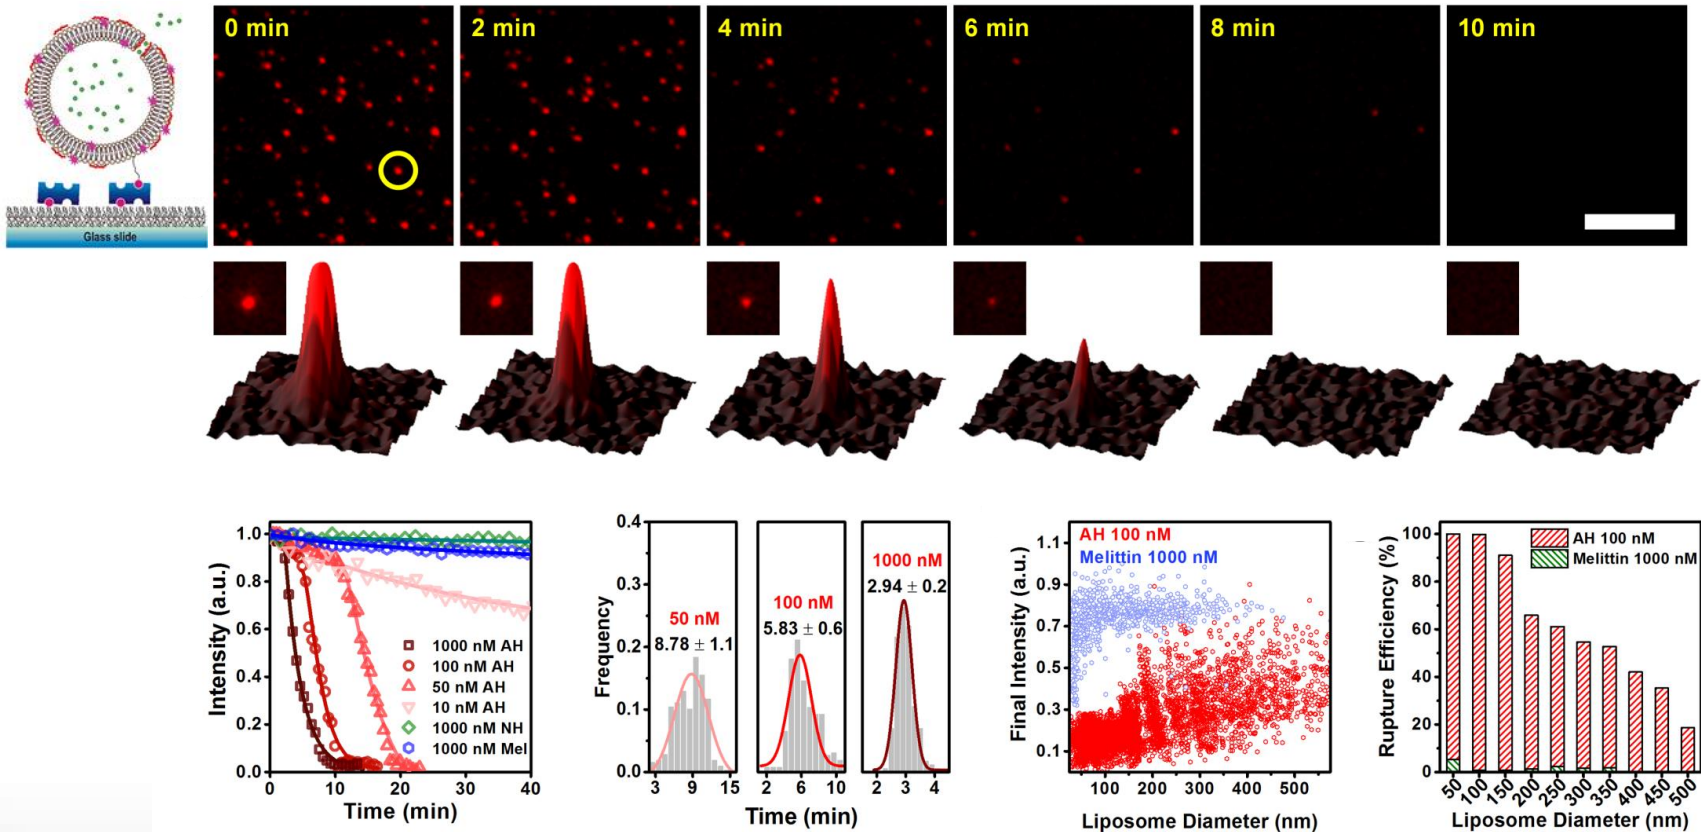 0 min
2 min
4 min
6 min
8 min
10 min
Glass slide
Intensity (a.u.)
1.0
0.8
0.6
0.4
0.2
0.0
0 10 20 30 40
Time (min)
1000 nM AH
100 nM AH
50 nM AH
10 nM AH
1000 nM NH
1000 nM Mel
Frequency
0.4
0.3
0.2
0.1
0.0
50 nM
8.78 ± 1.1
100 nM
5.83 ± 0.6
1000 nM
2.94 ± 0.2
3 9 15
2 6 10
2 3 4
Time (min)
Final Intensity (a.u.)
1.1
0.9
0.7
0.5
0.3
0.1
AH 100 nM
Melittin 1000 nM
100 200 300 400 500
Liposome Diameter (nm)
Rupture Efficiency (%)
100
80
60
40
20
0
AH 100 nM
Melittin 1000 nM
50 100 150 200 250 300 350 400 450 500
Liposome Diameter (nm)